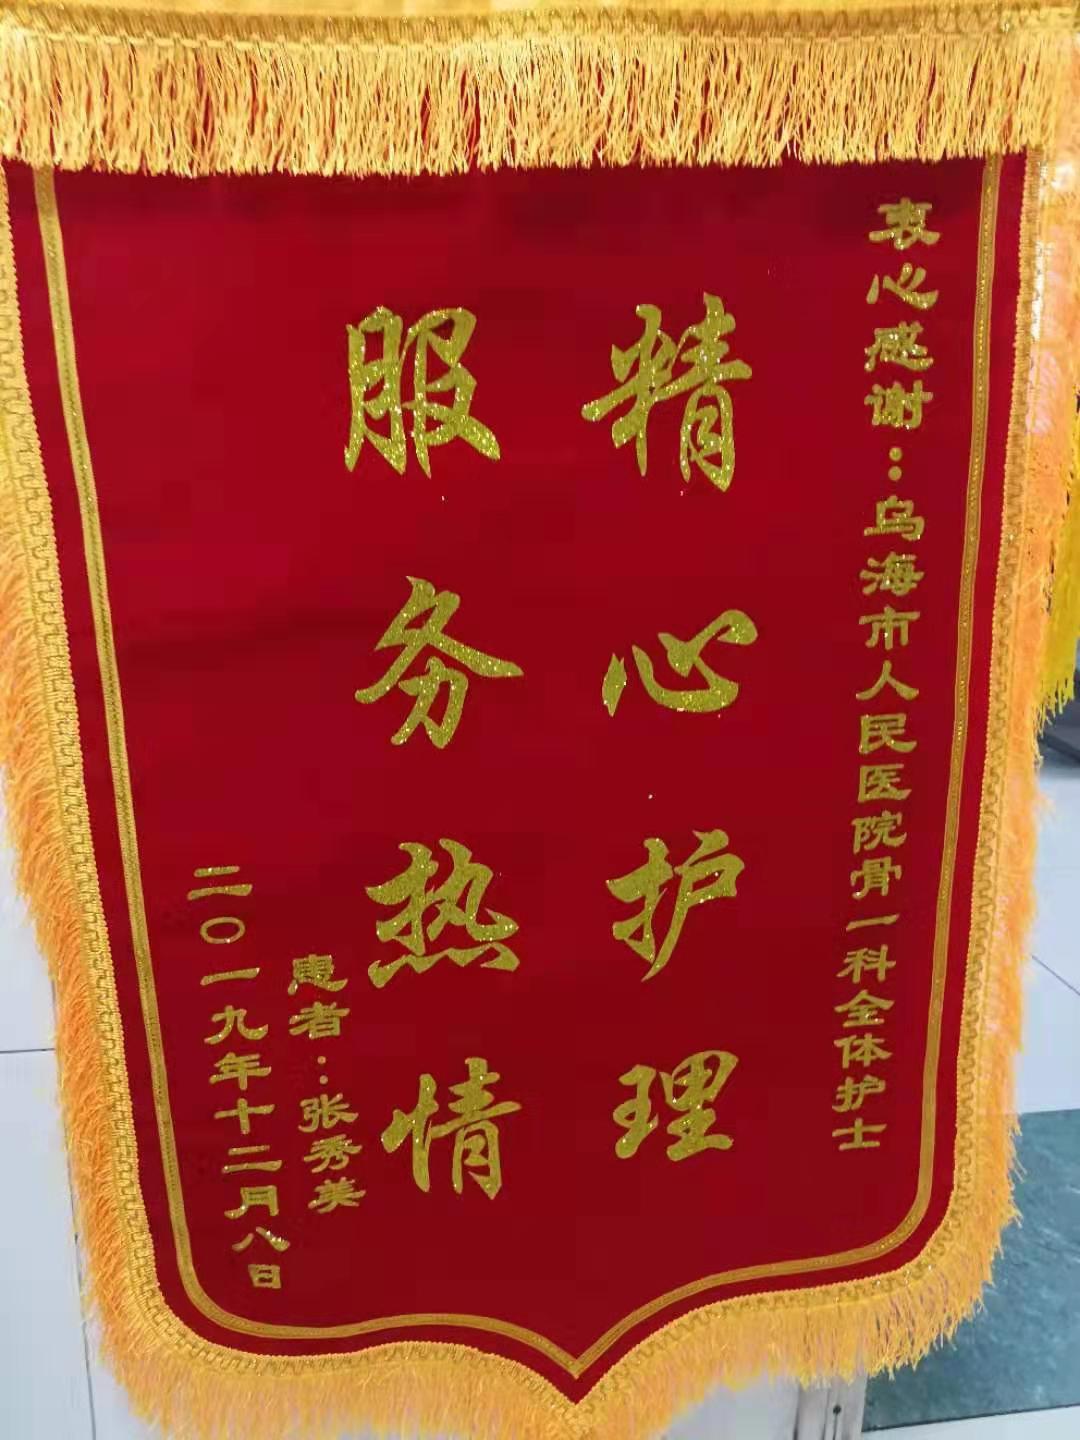 衷心感谢：乌海市人民医院骨一科全体护士
精心护理
服务热情
患者：张秀美
二〇一九年十二月八日